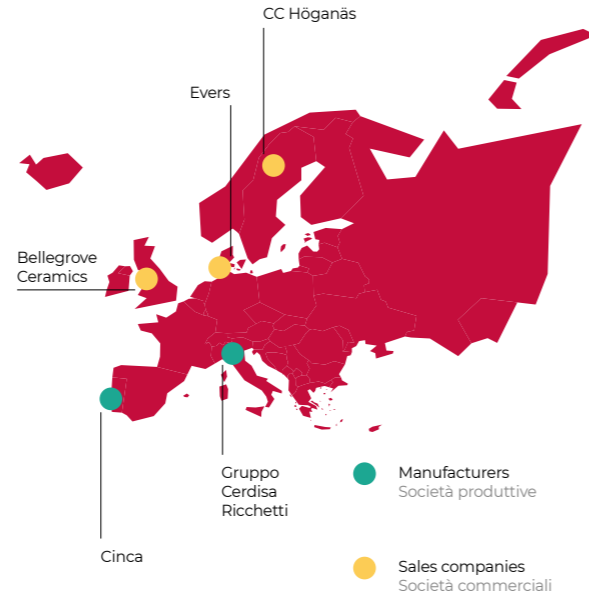 CC Höganäs
Evers
Bellegrove
Ceramics
Gruppo
Cerdisa
Ricchetti
Cinca
Manufacturers
Società produttive
Sales companies
Società commerciali